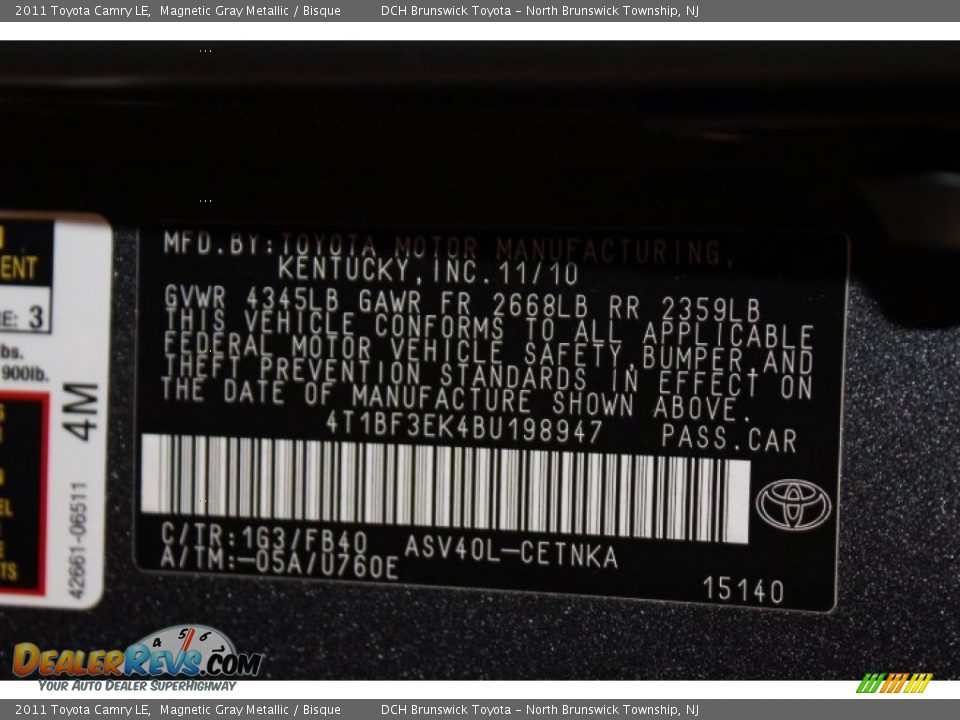 2011 Toyota Camry LE, Magnetic Gray Metallic / Bisque DCH Brunswick Toyota - North Brunswick Township, NJ
MFD.BY:TOYOTA MOTOR MANUFACTURING,
KENTUCKY,INC.11/10
GVWR 4345LB GAWR FR 2668LB RR 2359LB
THIS VEHICLE CONFORMS TO ALL APPLICABLE
FEDERAL MOTOR VEHICLE SAFETY,BUMPER,AND
THEFT PREVENTION STANDARDS IN EFFECT ON
THE DATE OF MANUFACTURE SHOWN ABOVE.
4T1BF3EK4BU198947 PASS.CAR
C/TR:1G3/FB40 ASV40L-CETNKA
A/TM:-05A/U760E
15140
ENT
E: 3
lbs.
900lb.
4M
42661-06511
4 5 6
DEALERREVS.COM
YOUR AUTO DEALER SUPERHIGHWAY
2011 Toyota Camry LE, Magnetic Gray Metallic / Bisque DCH Brunswick Toyota - North Brunswick Township, NJ